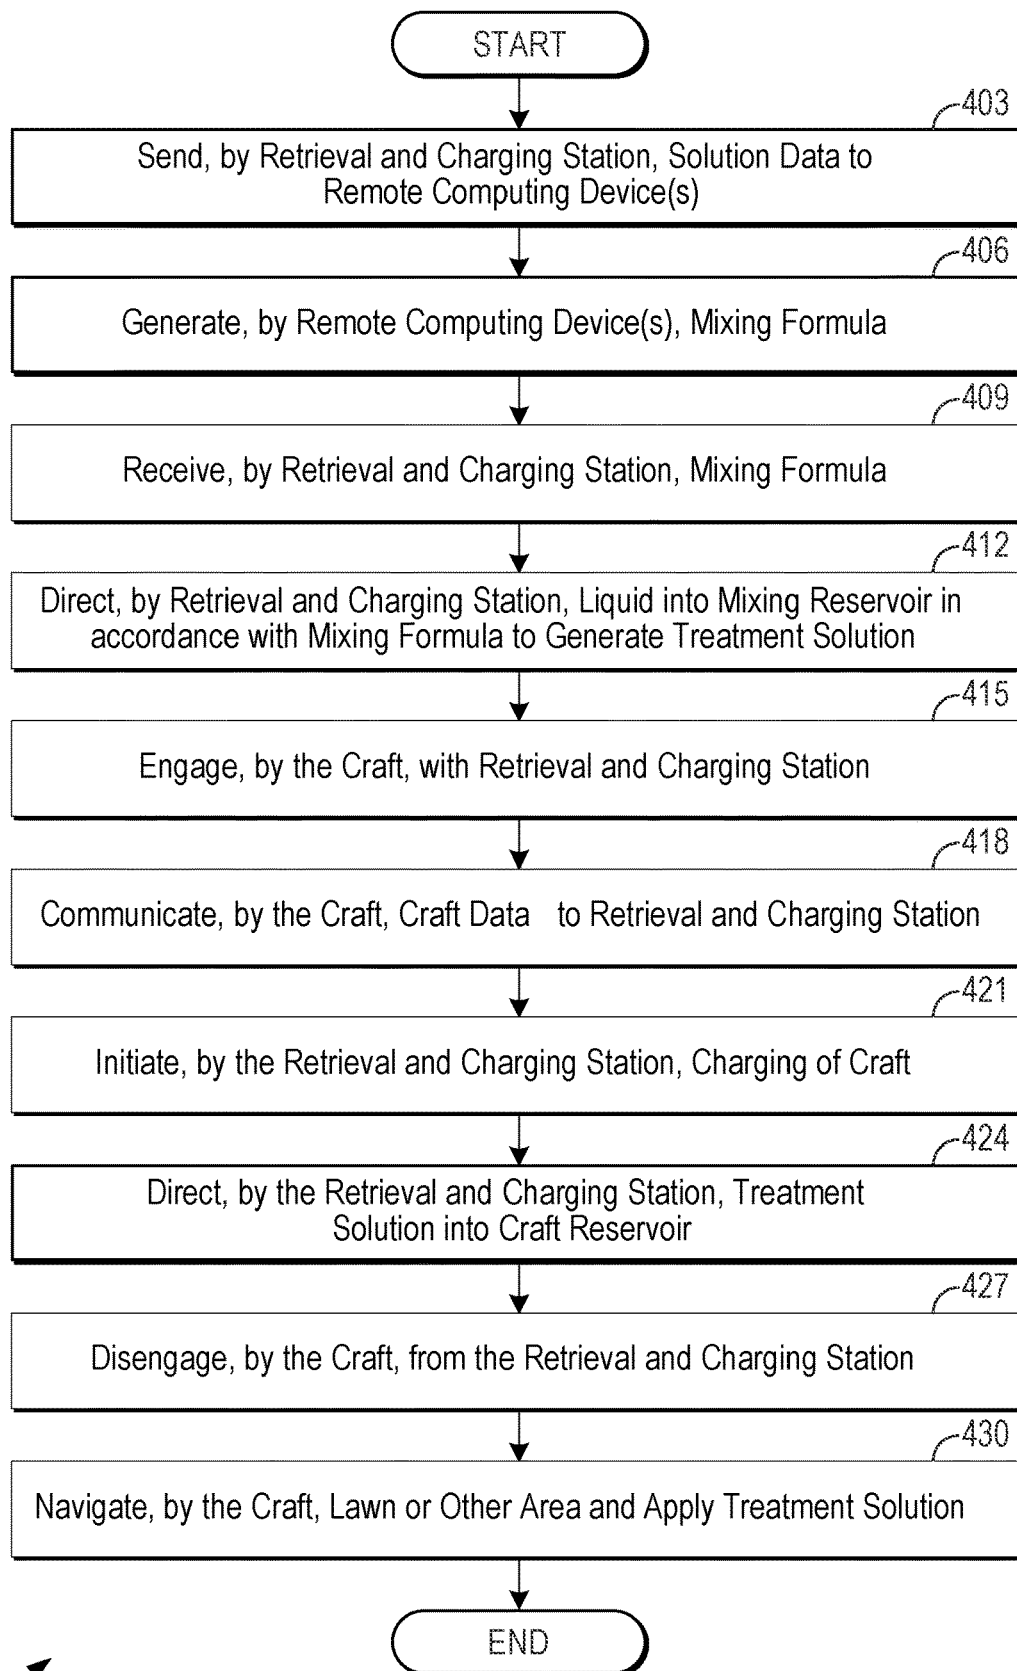 START
403
Send, by Retrieval and Charging Station, Solution Data to
Remote Computing Device(s)
406
Generate, by Remote Computing Device(s), Mixing Formula
409
Receive, by Retrieval and Charging Station, Mixing Formula
412
Direct, by Retrieval and Charging Station, Liquid into Mixing Reservoir in
accordance with Mixing Formula to Generate Treatment Solution
415
Engage, by the Craft, with Retrieval and Charging Station
418
Communicate, by the Craft, Craft Data to Retrieval and Charging Station
421
Initiate, by the Retrieval and Charging Station, Charging of Craft
424
Direct, by the Retrieval and Charging Station, Treatment
Solution into Craft Reservoir
427
Disengage, by the Craft, from the Retrieval and Charging Station
430
Navigate, by the Craft, Lawn or Other Area and Apply Treatment Solution
END